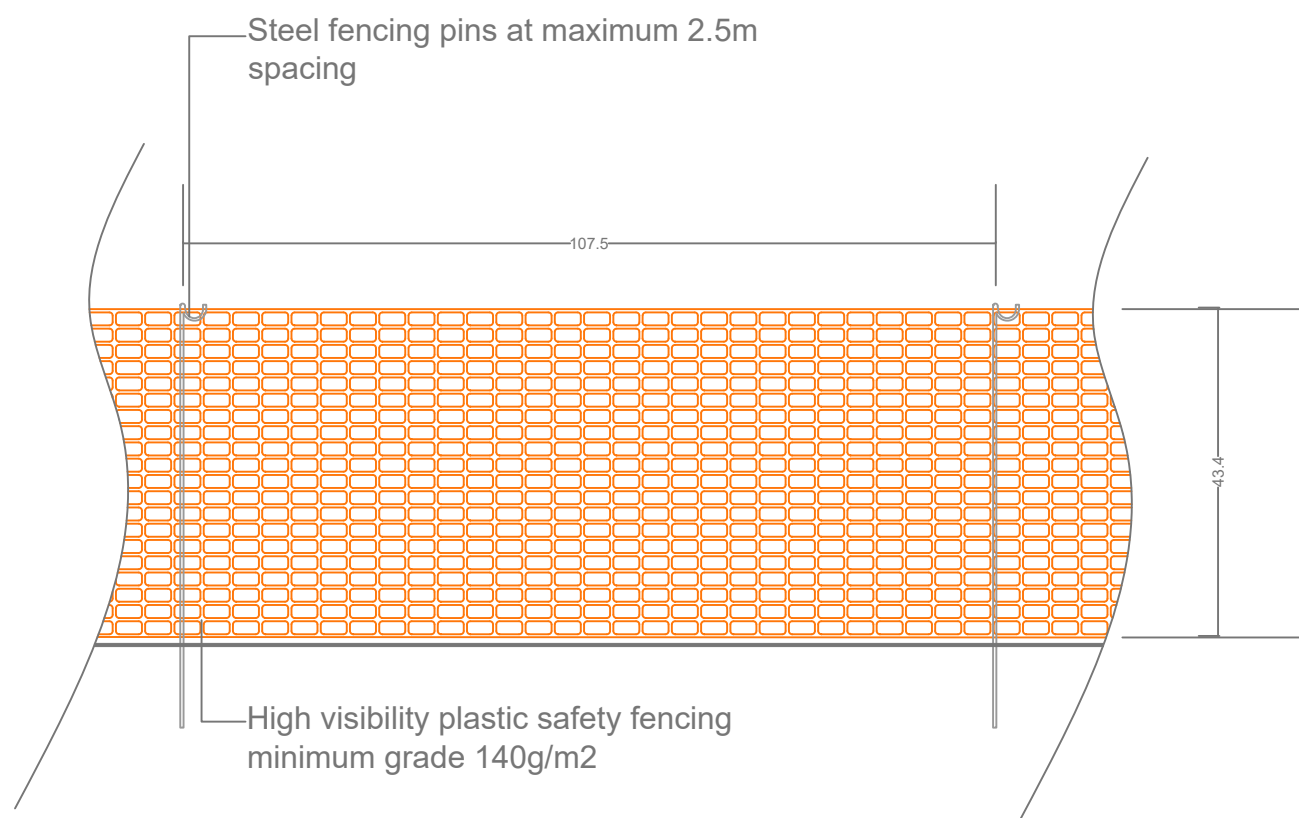 Steel fencing pins at maximum 2.5m
spacing
107.5
43.4
High visibility plastic safety fencing
minimum grade 140g/m2